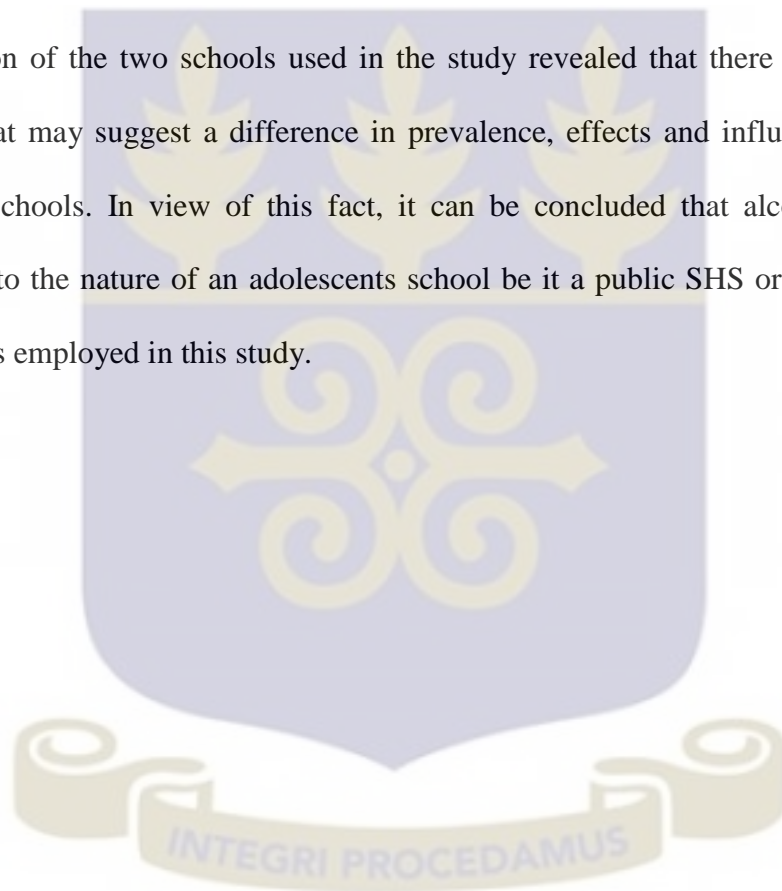 on of the two schools used in the study revealed that there
at may suggest a difference in prevalence, effects and influ
chools. In view of this fact, it can be concluded that alc
to the nature of an adolescents school be it a public SHS or
s employed in this study.
INTEGRI PROCEDAMUS